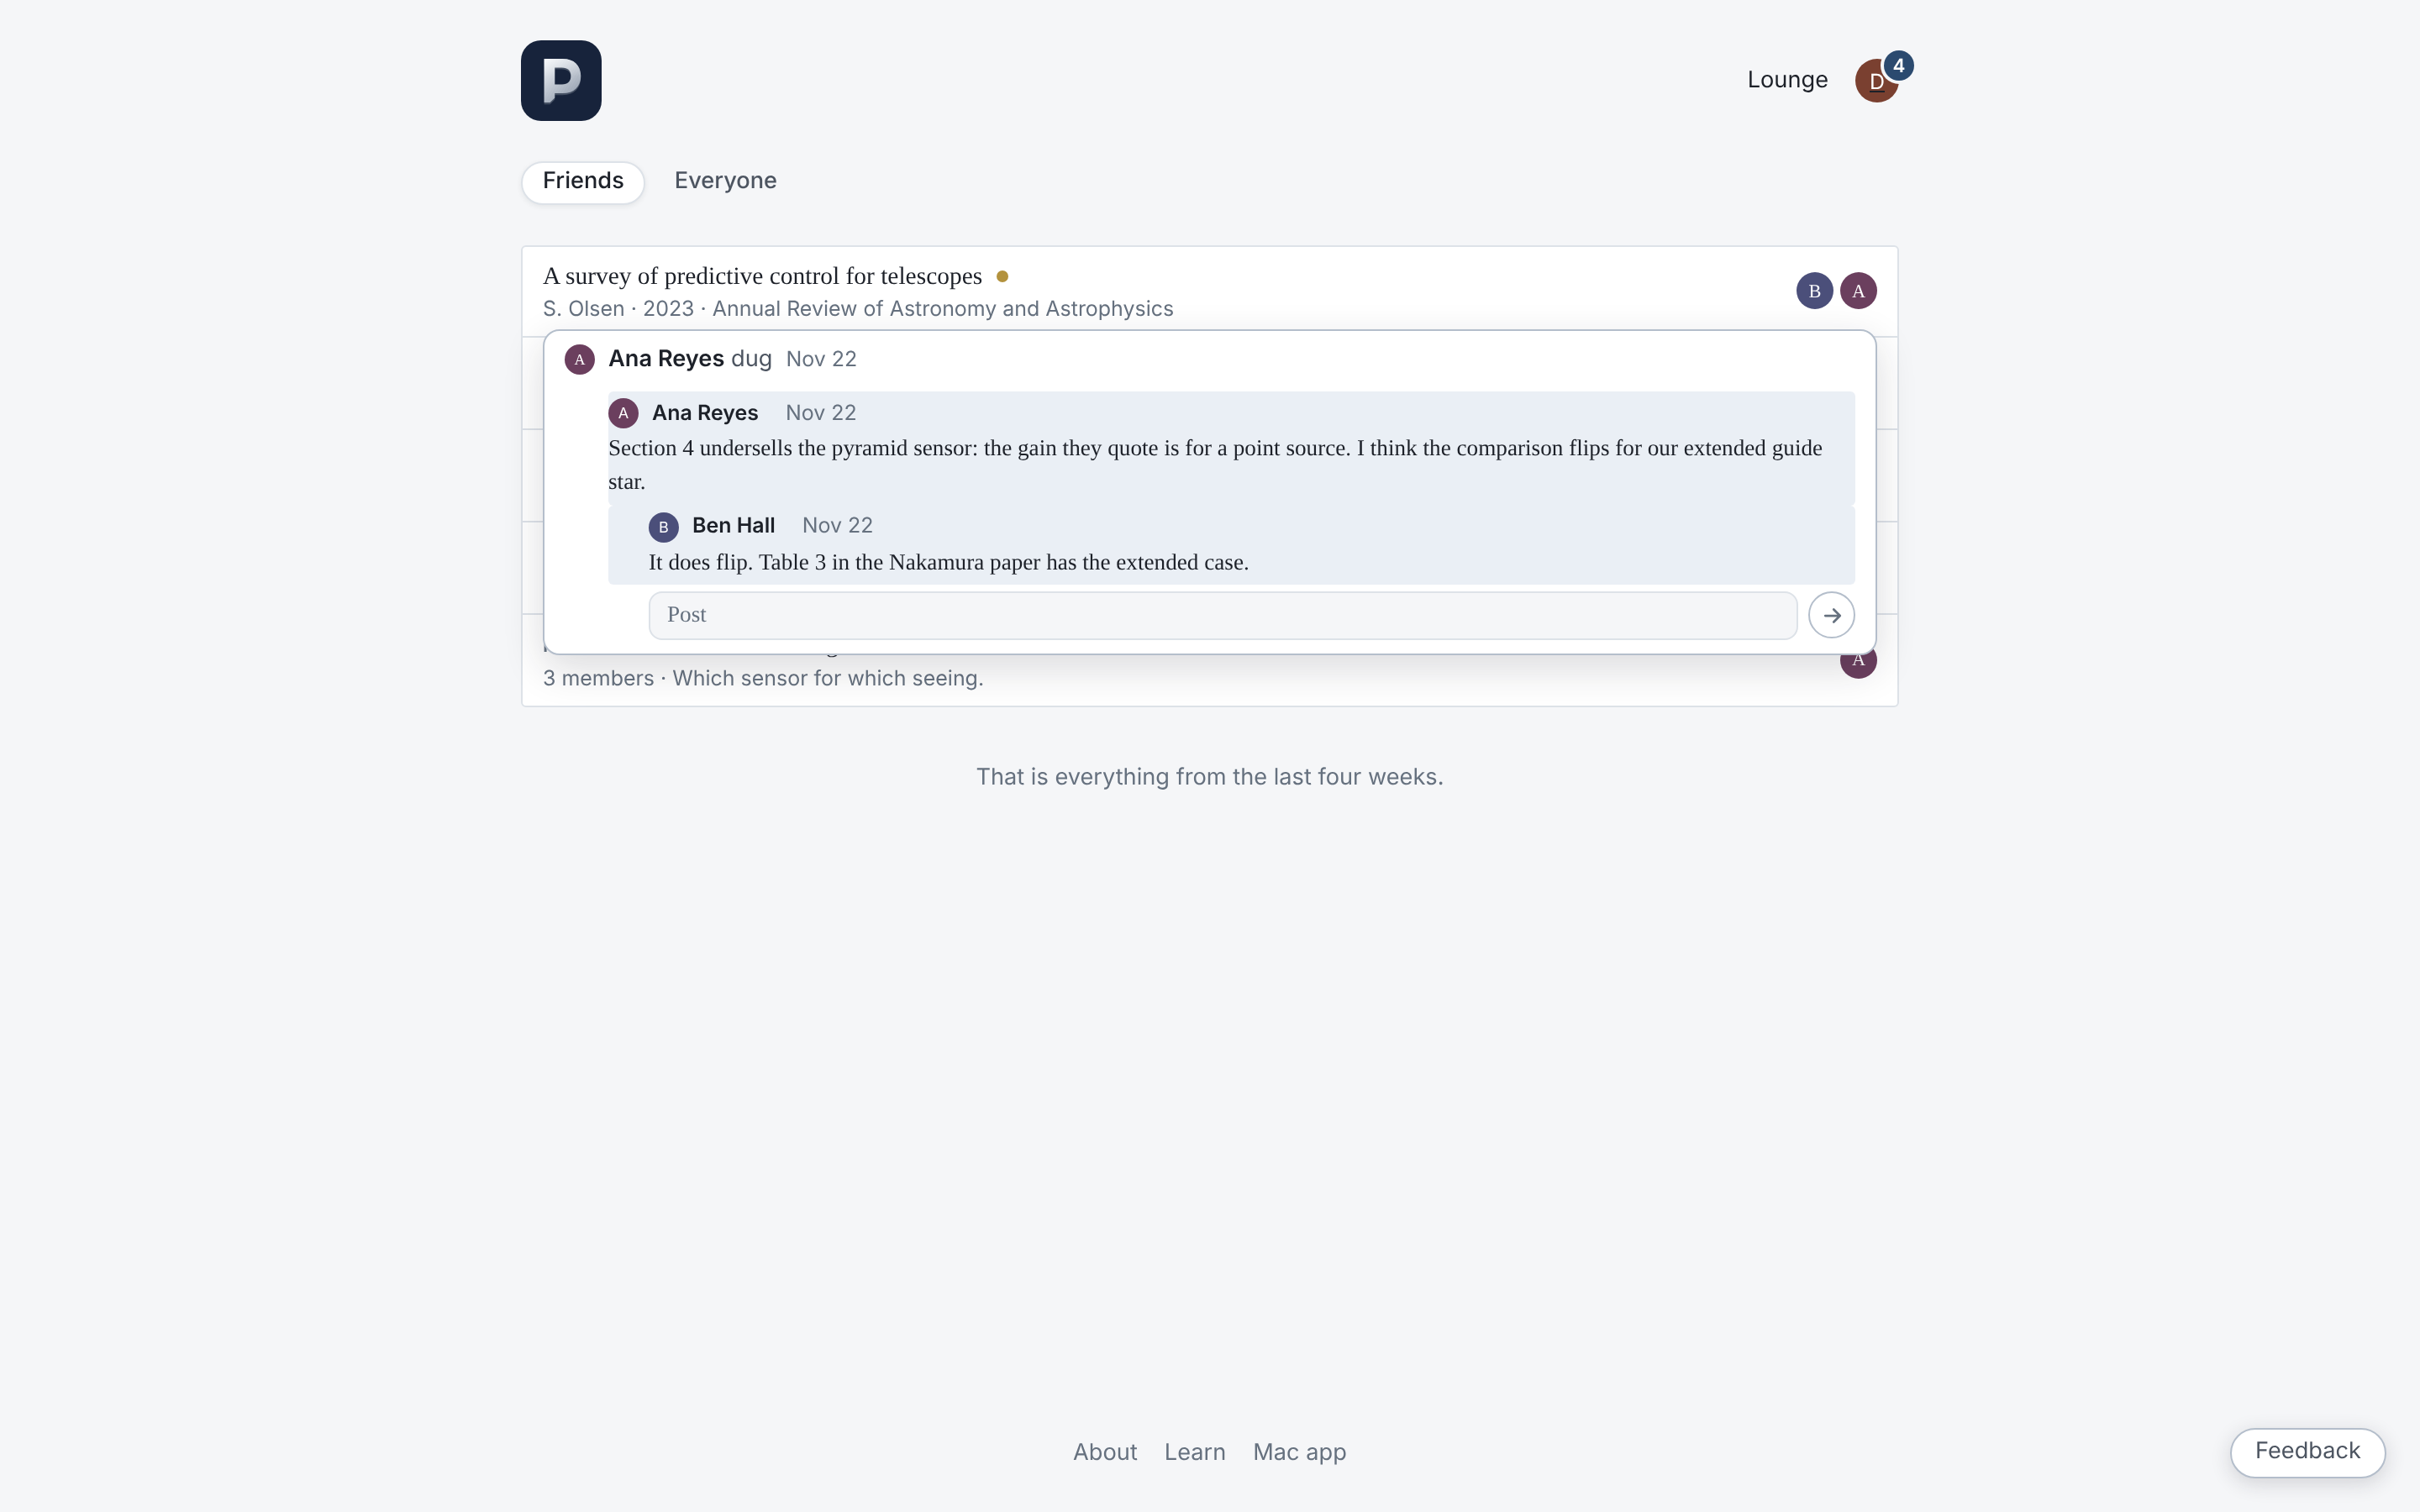 P
Lounge
D
4
Friends
Everyone
A survey of predictive control for telescopes
S. Olsen · 2023 · Annual Review of Astronomy and Astrophysics
B
A
A
Ana Reyes dug Nov 22
A
Ana Reyes Nov 22
Section 4 undersells the pyramid sensor: the gain they quote is for a point source. I think the comparison flips for our extended guide
star.
B
Ben Hall Nov 22
It does flip. Table 3 in the Nakamura paper has the extended case.
Post
A
3 members · Which sensor for which seeing.
That is everything from the last four weeks.
About
Learn
Mac app
Feedback